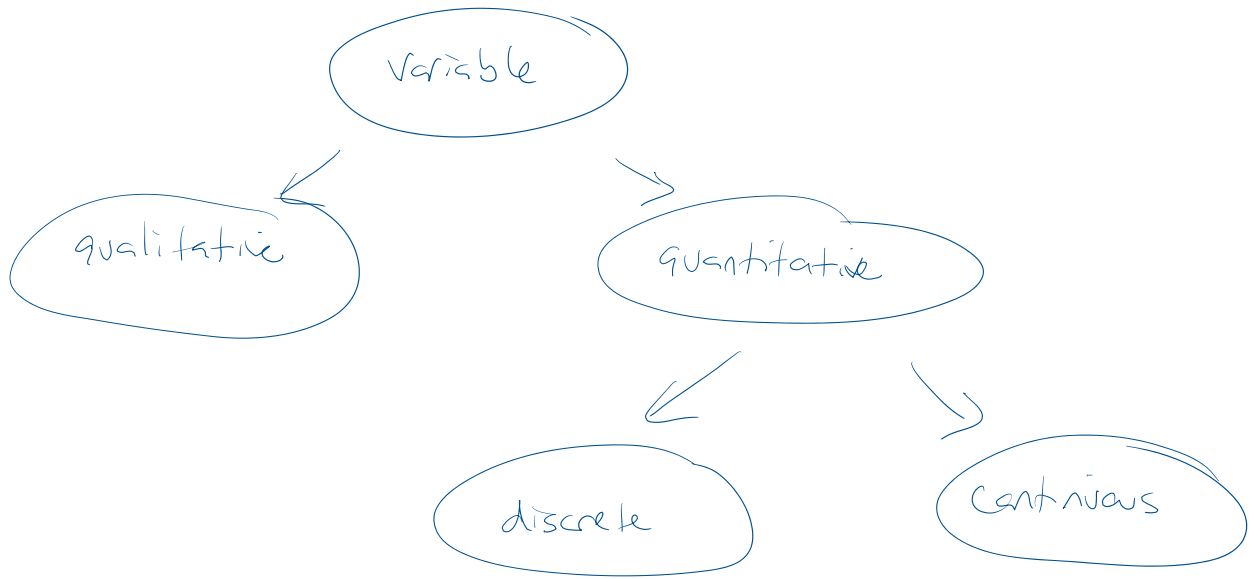 variable
qualitative
quantitative
discrete
continuous